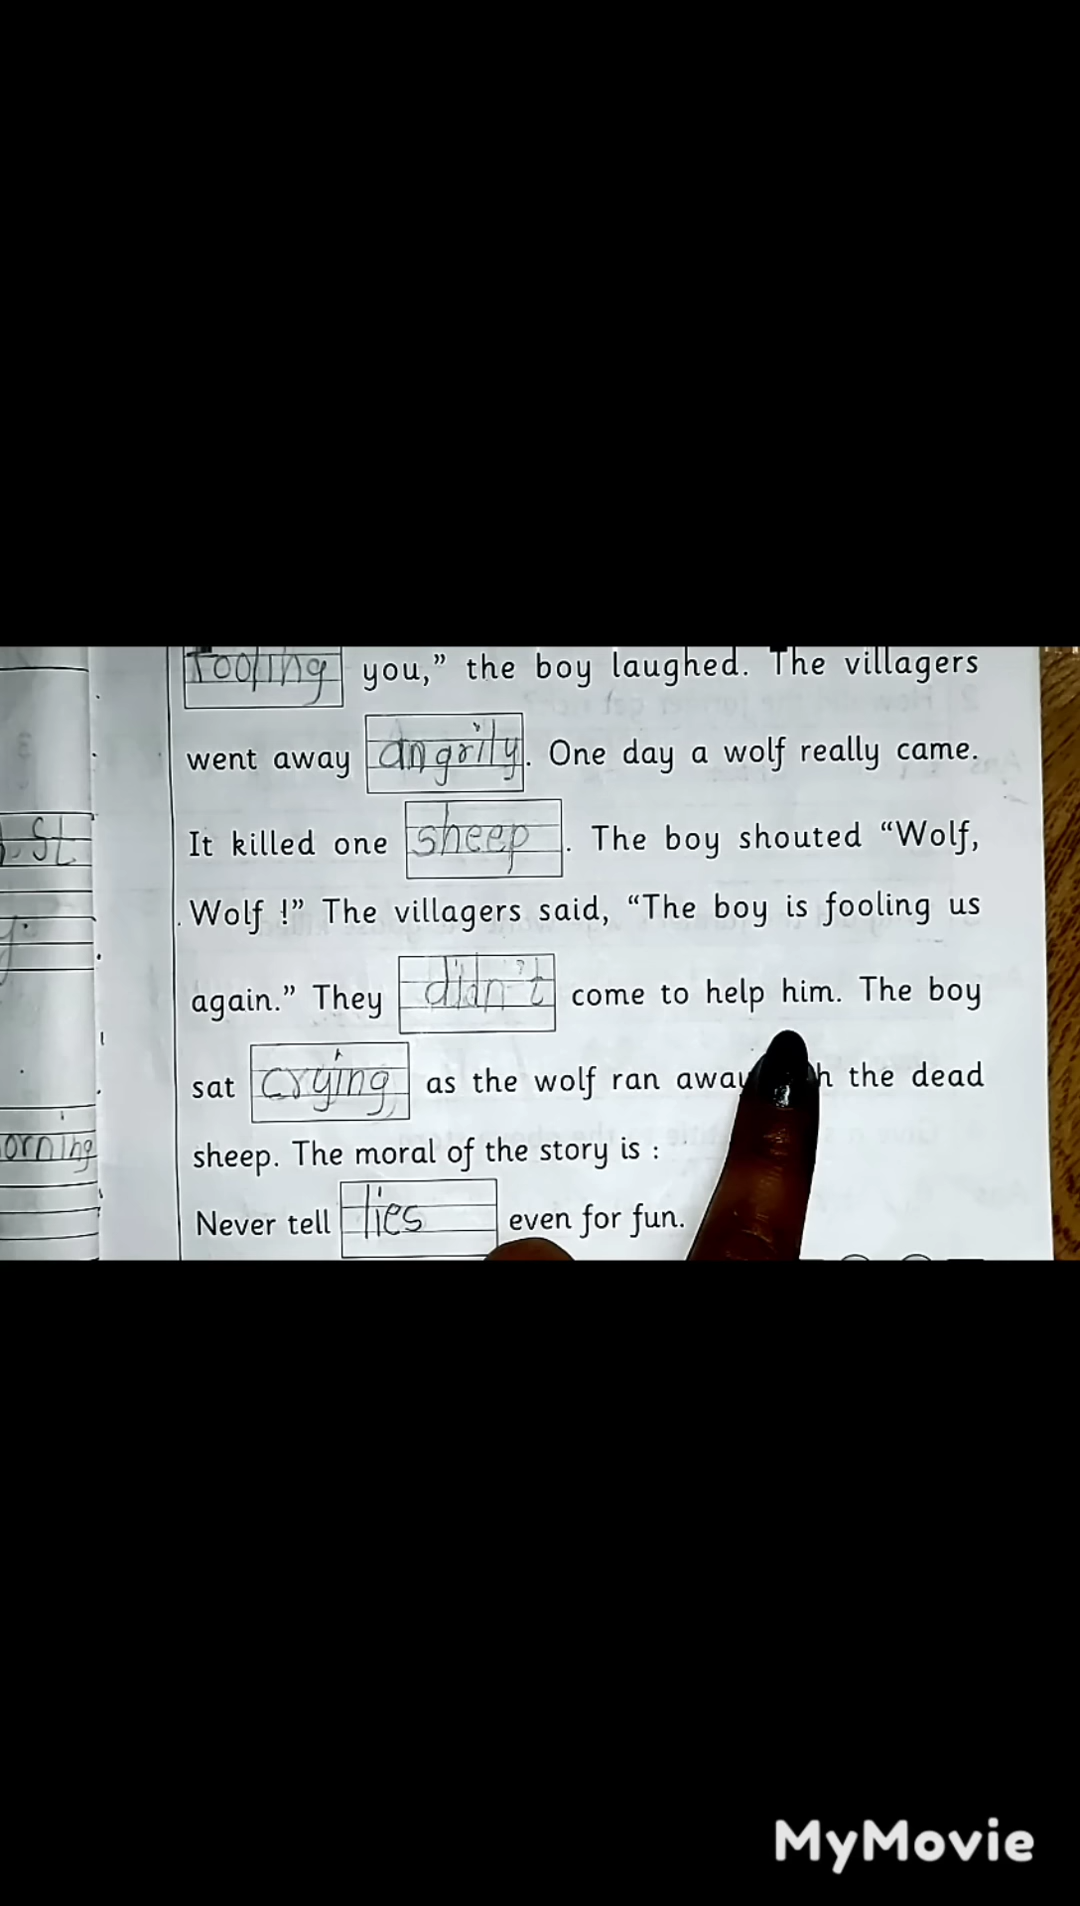 fooling you,” the boy laughed. The villagers
went away angrily. One day a wolf really came.
It killed one sheep. The boy shouted “Wolf,
Wolf !” The villagers said, “The boy is fooling us
again.” They didn't come to help him. The boy
sat crying as the wolf ran away the dead
sheep. The moral of the story is :
Never tell lies even for fun.
MyMovie